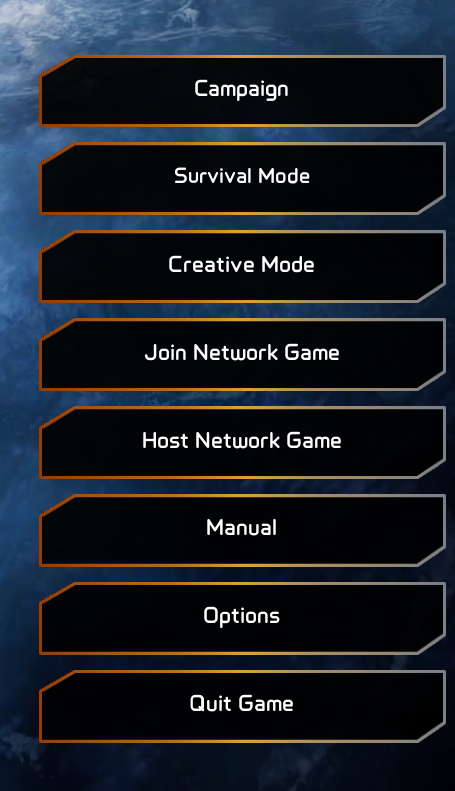 Campaign
Survival Mode
Creative Mode
Join Network Game
Host Network Game
Manual
Options
Quit Game